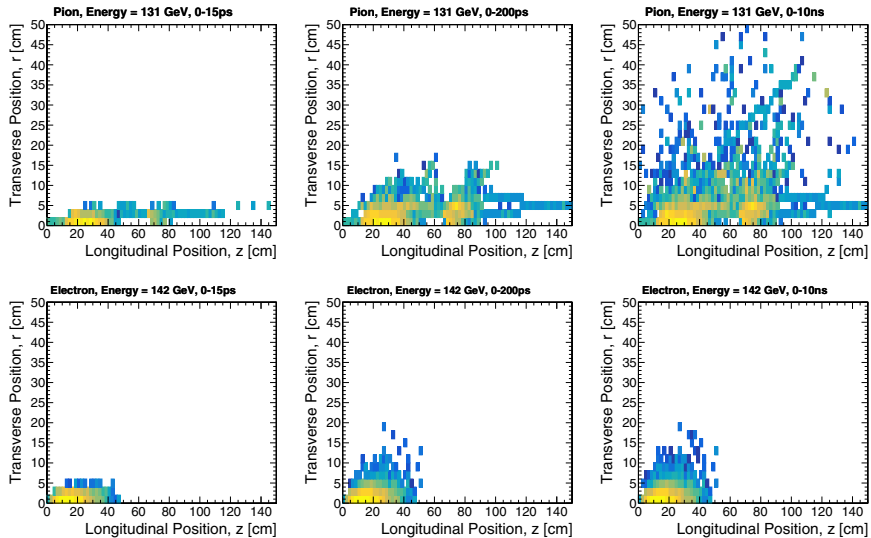 Pion, Energy = 131 GeV, 0-15ps
Transverse Position, r [cm]
50
45
40
35
30
25
20
15
10
5
0
0 20 40 60 80 100 120 140
Longitudinal Position, z [cm]
Pion, Energy = 131 GeV, 0-200ps
Transverse Position, r [cm]
50
45
40
35
30
25
20
15
10
5
0
0 20 40 60 80 100 120 140
Longitudinal Position, z [cm]
Pion, Energy = 131 GeV, 0-10ns
Transverse Position, r [cm]
50
45
40
35
30
25
20
15
10
5
0
0 20 40 60 80 100 120 140
Longitudinal Position, z [cm]
Electron, Energy = 142 GeV, 0-15ps
Transverse Position, r [cm]
50
45
40
35
30
25
20
15
10
5
0
0 20 40 60 80 100 120 140
Longitudinal Position, z [cm]
Electron, Energy = 142 GeV, 0-200ps
Transverse Position, r [cm]
50
45
40
35
30
25
20
15
10
5
0
0 20 40 60 80 100 120 140
Longitudinal Position, z [cm]
Electron, Energy = 142 GeV, 0-10ns
Transverse Position, r [cm]
50
45
40
35
30
25
20
15
10
5
0
0 20 40 60 80 100 120 140
Longitudinal Position, z [cm]